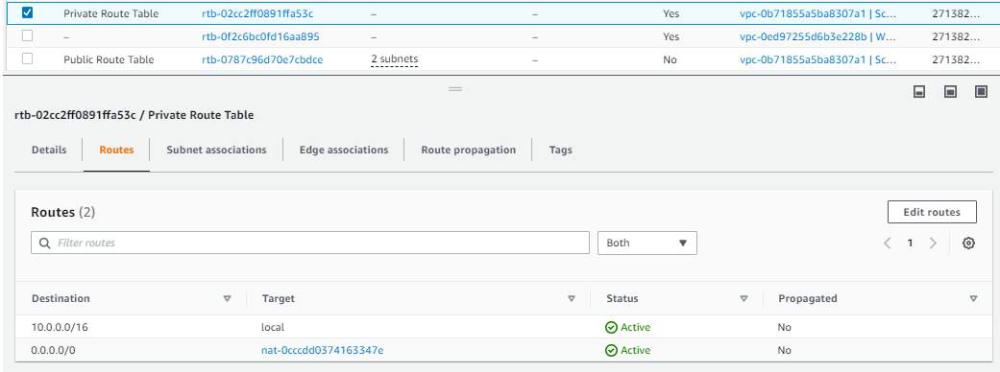 Private Route Table rtb-02cc2ff0891ffa53c – – Yes vpc-0b71855a5ba8307a1 | Sc... 271382...
– rtb-0f2c6bc0fd16aa895 – – Yes vpc-0ed97255d6b3e228b | W... 271382...
Public Route Table rtb-0787c96d70e7cbdce 2 subnets – No vpc-0b71855a5ba8307a1 | Sc... 271382...
rtb-02cc2ff0891ffa53c / Private Route Table
Details Routes Subnet associations Edge associations Route propagation Tags
Routes (2) Edit routes
Filter routes Both 1
Destination Target Status Propagated
10.0.0.0/16 local Active No
0.0.0.0/0 nat-0cccdd0374163347e Active No